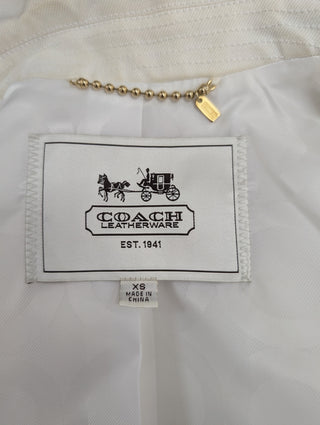 COACH
LEATHERWARE
EST. 1941
XS
MADE IN
CHINA